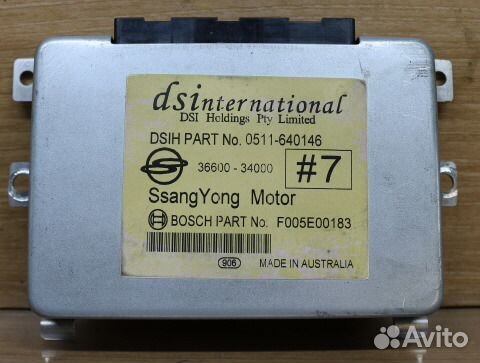 dsinternational
DSI Holdings Pty Limited
DSIH PART No. 0511-640146
36600 - 34000 #7
SsangYong Motor
BOSCH PART No. F005E00183
906 MADE IN AUSTRALIA
Avito